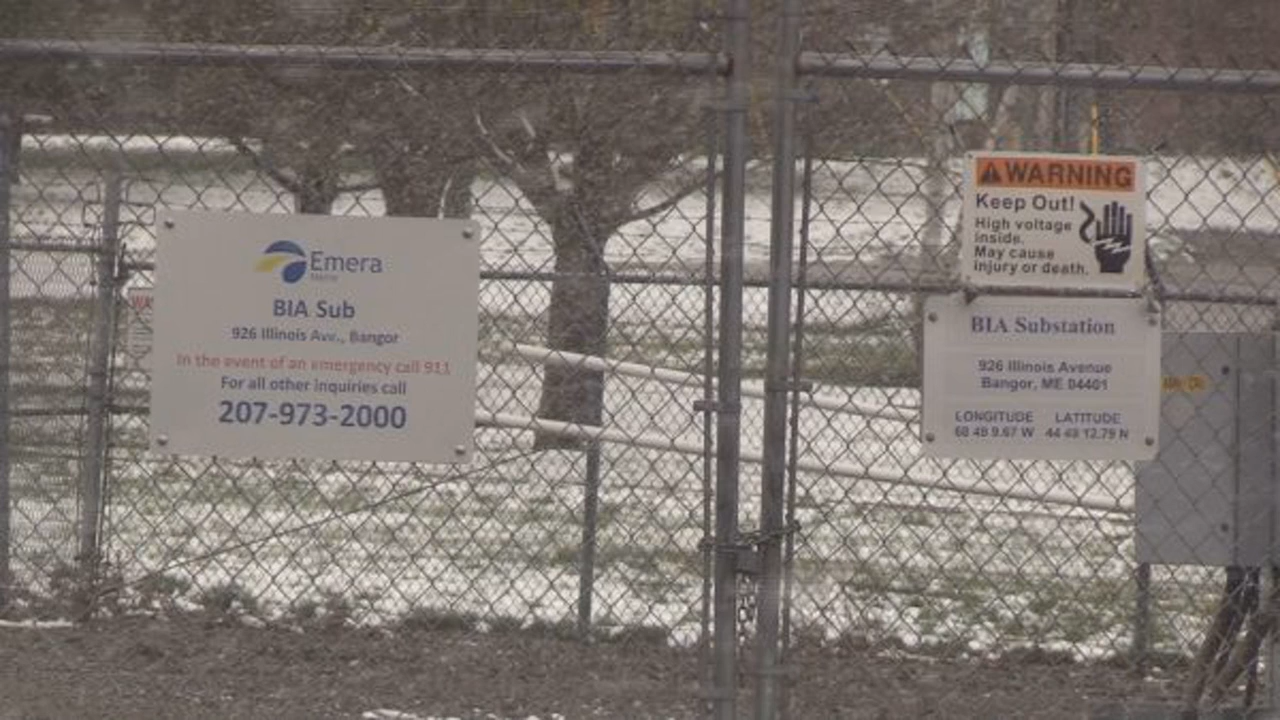 Emera
BIA Sub
926 Illinois Ave., Bangor
In the event of an emergency call 911
For all other inquiries call
207-973-2000
WARNING
Keep Out!
High voltage
inside.
May cause
injury or death.
BIA Substation
926 Illinois Avenue
Bangor, ME 04401
LONGITUDE LATITUDE
68 49 9.67 W 44 48 12.79 N